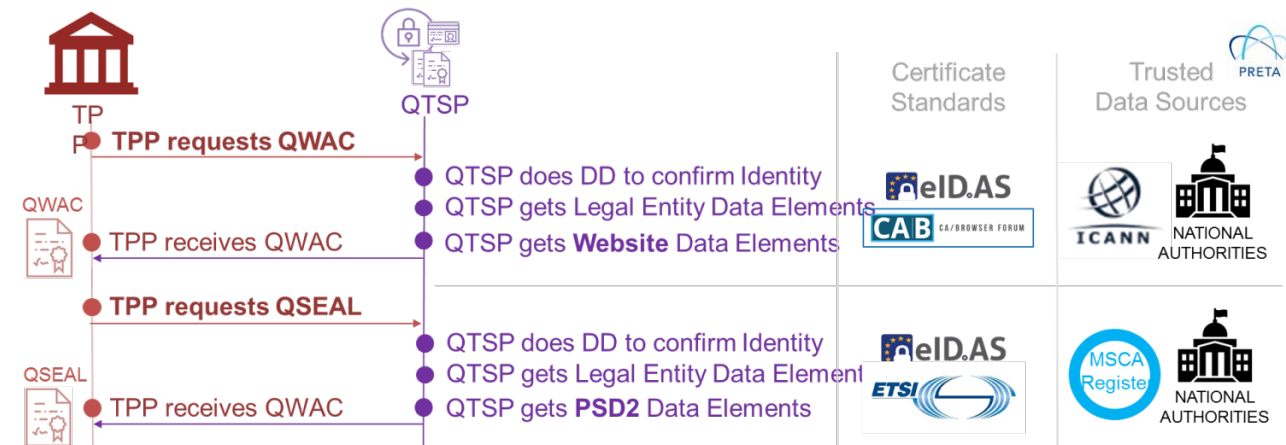 PRETA
Certificate
Standards
Trusted
Data Sources
QTSP
TP
P
TPP requests QWAC
QTSP does DD to confirm Identity
eID.AS
QWAC
QTSP gets Legal Entity Data Elements
CAB CA/BROWSER FORUM
ICANN
TPP receives QWAC
QTSP gets Website Data Elements
NATIONAL
AUTHORITIES
TPP requests QSEAL
QTSP does DD to confirm Identity
eID.AS
MSCA
Register
QSEAL
QTSP gets Legal Entity Data Element
ETSI
TPP receives QWAC
QTSP gets PSD2 Data Elements
NATIONAL
AUTHORITIES